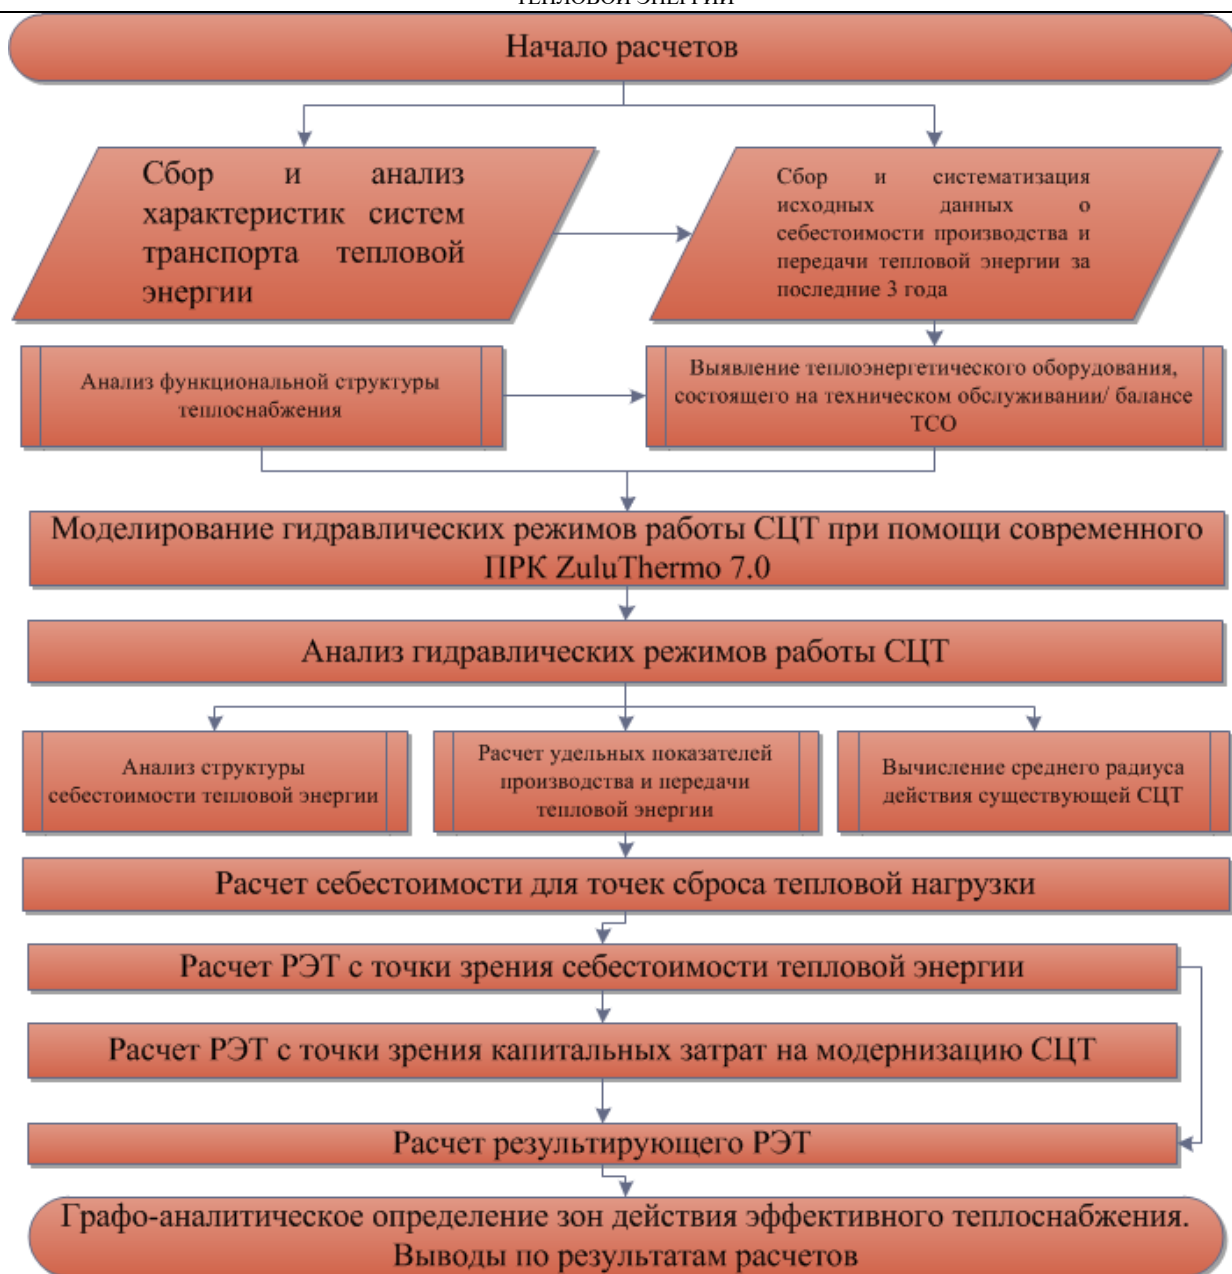 ТЕПЛОВОЙ ЭНЕРГИИ
Начало расчетов
Сбор и анализ
характеристик систем
транспорта тепловой
энергии
Сбор и систематизация
исходных данных о
себестоимости производства и
передачи тепловой энергии за
последние 3 года
Анализ функциональной структуры
теплоснабжения
Выявление теплоэнергетического оборудования,
состоящего на техническом обслуживании/ балансе
ТСО
Моделирование гидравлических режимов работы СЦТ при помощи современного
ПРК ZuluThermo 7.0
Анализ гидравлических режимов работы СЦТ
Анализ структуры
себестоимости тепловой энергии
Расчет удельных показателей
производства и передачи
тепловой энергии
Вычисление среднего радиуса
действия существующей СЦТ
Расчет себестоимости для точек сброса тепловой нагрузки
Расчет РЭТ с точки зрения себестоимости тепловой энергии
Расчет РЭТ с точки зрения капитальных затрат на модернизацию СЦТ
Расчет результирующего РЭТ
Графо-аналитическое определение зон действия эффективного теплоснабжения.
Выводы по результатам расчетов